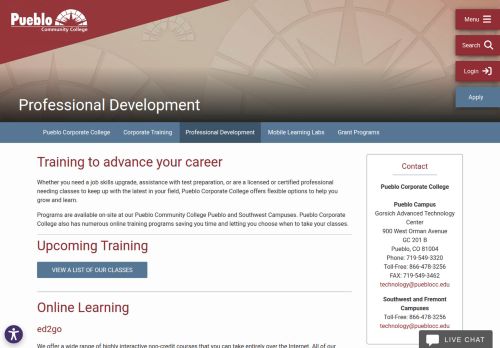 Pueblo
Community College
Menu
Search
Login
Apply
Professional Development
Pueblo Corporate College
Corporate Training
Professional Development
Mobile Learning Labs
Grant Programs
Training to advance your career
Whether you need a job skills upgrade, assistance with test preparation, or are a licensed or certified professional
needing classes to keep up with the latest in your field, Pueblo Corporate College offers flexible options to help you
grow and learn.
Programs are available on-site at our Pueblo Community College Pueblo and Southwest Campuses. Pueblo Corporate
College also has numerous online training programs saving you time and letting you choose when to take your classes.
Upcoming Training
VIEW A LIST OF OUR CLASSES
Online Learning
ed2go
We offer a wide range of highly interactive non-credit courses that you can take entirely over the Internet. All of our
Contact
Pueblo Corporate College
Pueblo Campus
Gorsich Advanced Technology
Center
900 West Orman Avenue
GC 201 B
Pueblo, CO 81004
Phone: 719-549-3320
Toll-Free: 866-478-3256
FAX: 719-549-3462
technology@pueblocc.edu
Southwest and Fremont
Campuses
Toll-Free: 866-478-3256
technology@pueblocc.edu
LIVE CHAT